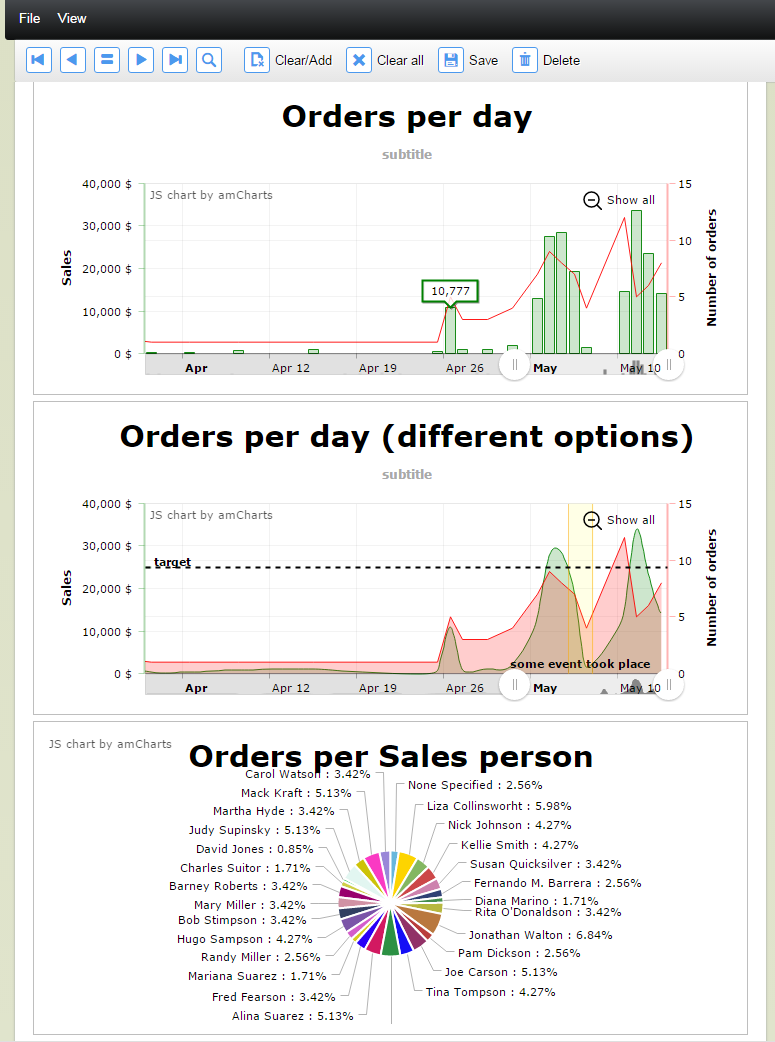 File View
Clear/Add Clear all Save Delete
Orders per day
subtitle
40,000 $ JS chart by amCharts Show all 15
30,000 $
20,000 $ 10
10,777
10,000 $ 5
0 $ 0
Sales
Number of orders
Apr Apr 12 Apr 19 Apr 26 May May 10
Orders per day (different options)
subtitle
40,000 $ JS chart by amCharts Show all 15
30,000 $
target 10
20,000 $
10,000 $ 5
some event took place
0 $ 0
Sales
Number of orders
Apr Apr 12 Apr 19 Apr 26 May May 10
JS chart by amCharts
Orders per Sales person
Carol Watson : 3.42%
None Specified : 2.56%
Mack Kraft : 5.13%
Liza Collinsworht : 5.98%
Martha Hyde : 3.42%
Nick Johnson : 4.27%
Judy Supinsky : 5.13%
Kellie Smith : 4.27%
David Jones : 0.85%
Susan Quicksilver : 3.42%
Charles Suitor : 1.71%
Fernando M. Barrera : 2.56%
Barney Roberts : 3.42%
Diana Marino : 1.71%
Mary Miller : 3.42%
Rita O'Donaldson : 3.42%
Bob Stimpson : 3.42%
Jonathan Walton : 6.84%
Hugo Sampson : 4.27%
Pam Dickson : 2.56%
Randy Miller : 2.56%
Joe Carson : 5.13%
Mariana Suarez : 1.71%
Tina Tompson : 4.27%
Fred Fearson : 3.42%
Alina Suarez : 5.13%